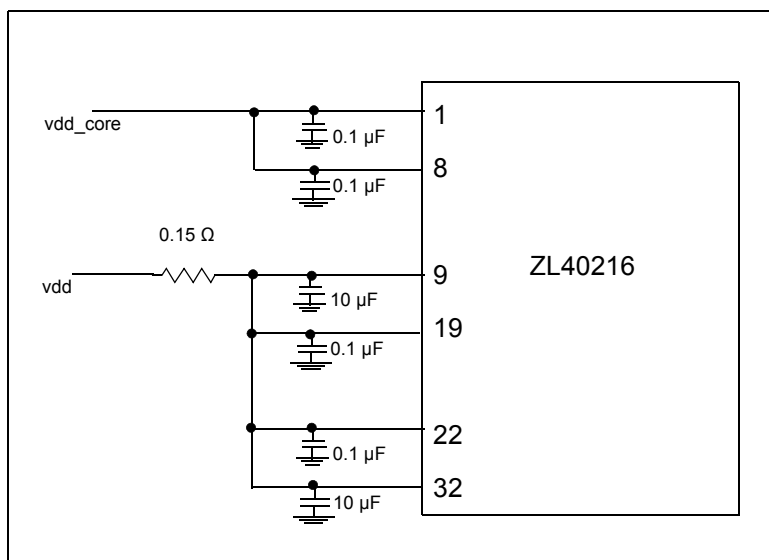 vdd_core
1
0.1 µF
8
0.1 µF
0.15 Ω
ZL40216
vdd
9
10 µF
19
0.1 µF
22
0.1 µF
32
10 µF